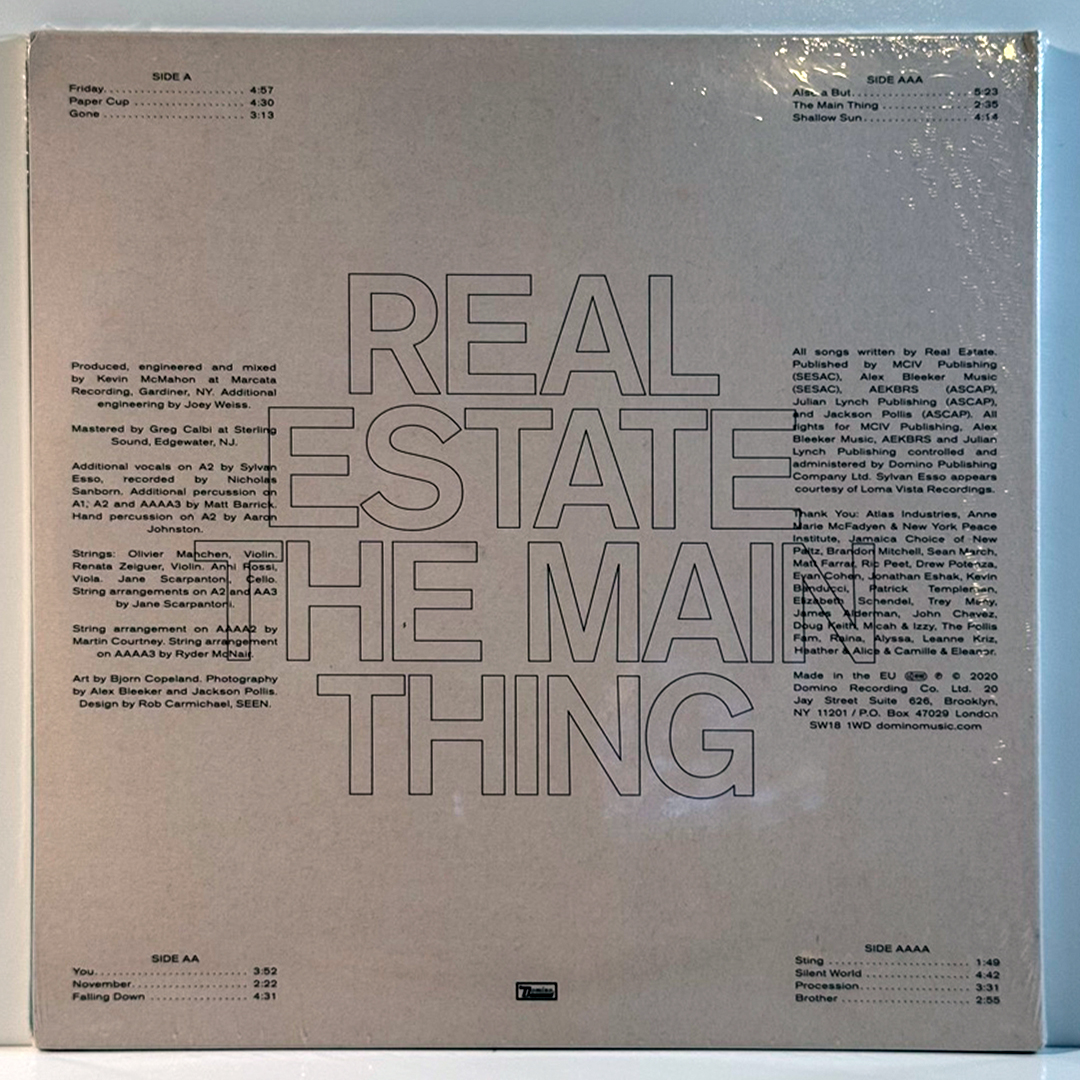 SIDE A
Friday. . . . . . . . . . . . . . . . . . . . . . . . 4:57
Paper Cup . . . . . . . . . . . . . . . . . . . 4:30
Gone . . . . . . . . . . . . . . . . . . . . . . . . 3:13
SIDE AAA
Also a But. . . . . . . . . . . . . . . . . . . . 5:23
The Main Thing . . . . . . . . . . . . . . . 2:35
Shallow Sun. . . . . . . . . . . . . . . . . . 4:14
REAL
ESTATE
THE MAIN
THING
Produced, engineered and mixed
by Kevin McMahon at Marcata
Recording, Gardiner, NY. Additional
engineering by Joey Weiss.
Mastered by Greg Calbi at Sterling
Sound, Edgewater, NJ.
Additional vocals on A2 by Sylvan
Esso, recorded by Nicholas
Sanborn. Additional percussion on
A1, A2 and AAAA3 by Matt Barrick.
Hand percussion on A2 by Aaron
Johnston.
Strings: Olivier Manchen, Violin.
Renata Zeiguer, Violin. Anni Rossi,
Viola. Jane Scarpantoni, Cello.
String arrangements on A2 and AA3
by Jane Scarpantoni.
String arrangement on AAAA2 by
Martin Courtney. String arrangement
on AAAA3 by Ryder McNair.
Art by Bjorn Copeland. Photography
by Alex Bleeker and Jackson Pollis.
Design by Rob Carmichael, SEEN.
All songs written by Real Estate.
Published by MCIV Publishing
(SESAC), Alex Bleeker Music
(SESAC), AEKBRS (ASCAP),
Julian Lynch Publishing (ASCAP),
and Jackson Pollis (ASCAP). All
rights for MCIV Publishing, Alex
Bleeker Music, AEKBRS and Julian
Lynch Publishing controlled and
administered by Domino Publishing
Company Ltd. Sylvan Esso appears
courtesy of Loma Vista Recordings.
Thank You: Atlas Industries, Anne
Marie McFadyen & New York Peace
Institute, Jamaica Choice of New
Paltz, Brandon Mitchell, Sean March,
Matt Farrar, Ric Peet, Drew Potenza,
Evan Cohen, Jonathan Eshak, Kevin
Banducci, Patrick Templeman,
Elizabeth Schendel, Trey
James Alderman, John Chavez,
Doug Keith, Micah & Izzy, The Pollis
Fam, Raina, Alyssa, Leanne Kriz,
Heather & Alice & Camille & Eleanor.
Made in the EU ℗ © 2020
Domino Recording Co. Ltd. 20
Jay Street Suite 626, Brooklyn,
NY 11201 / P.O. Box 47029 London
SW18 1WD dominomusic.com
SIDE AA
You. . . . . . . . . . . . . . . . . . . . . . . . . . 3:52
November. . . . . . . . . . . . . . . . . . . . 2:22
Falling Down . . . . . . . . . . . . . . . . . 4:31
Domino
SIDE AAAA
Sting . . . . . . . . . . . . . . . . . . . . . . . . 1:49
Silent World . . . . . . . . . . . . . . . . . . 4:42
Procession. . . . . . . . . . . . . . . . . . . 3:31
Brother . . . . . . . . . . . . . . . . . . . . . . 2:55